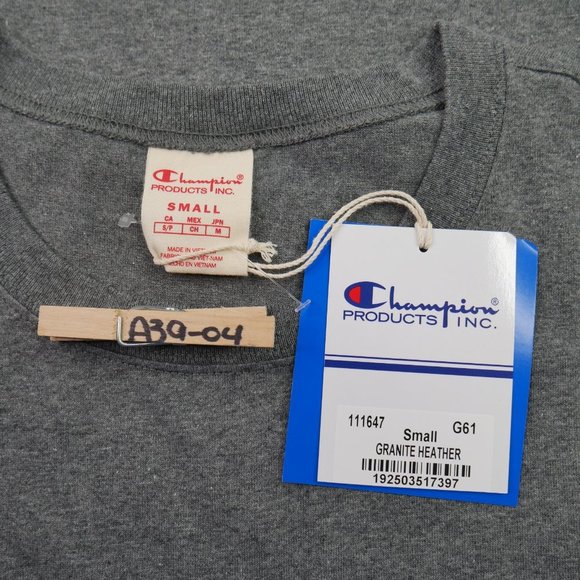 Champion®
PRODUCTS INC.
SMALL
CA MEX JPN
S/P CH M
MADE IN VIETNAM
A39-04
Champion®
PRODUCTS INC.
111647 G61
Small
GRANITE HEATHER
192503517397